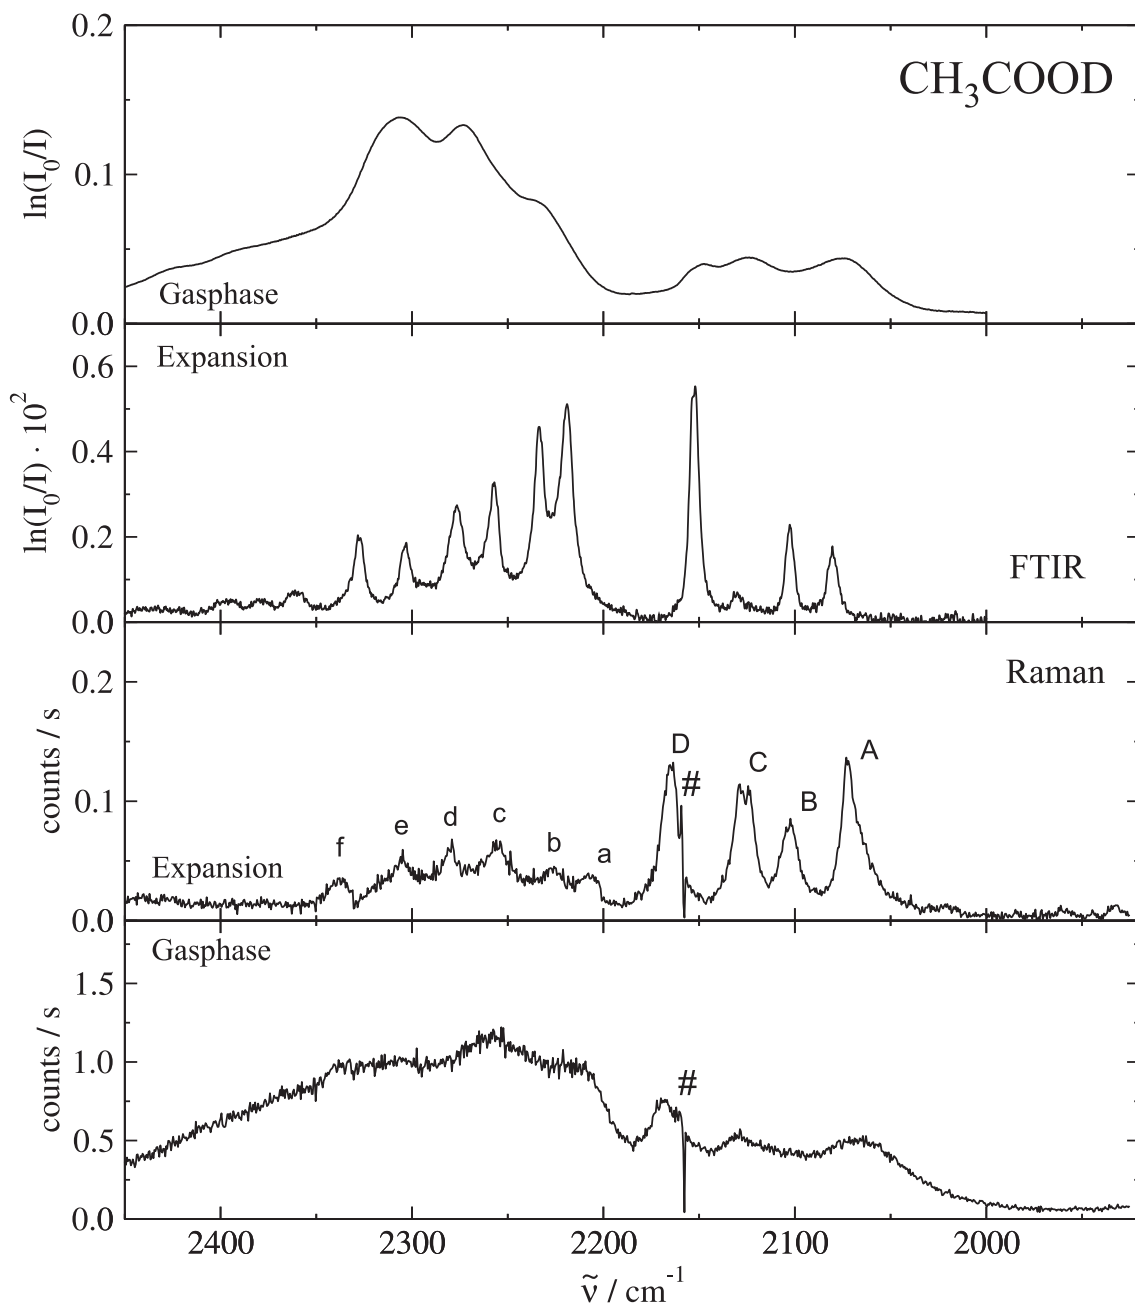 0.2
CH₃COOD
ln(I₀/I)
0.1
Gasphase
0.0
Expansion
0.6
ln(I₀/I) · 10²
0.4
0.2
FTIR
0.0
Raman
0.2
counts / s
D
#
C
A
0.1
B
f
e
d
c
b
a
Expansion
0.0
Gasphase
1.5
counts / s
1.0
#
0.5
0.0
2400 2300 2200 2100 2000
ν̃ / cm⁻¹